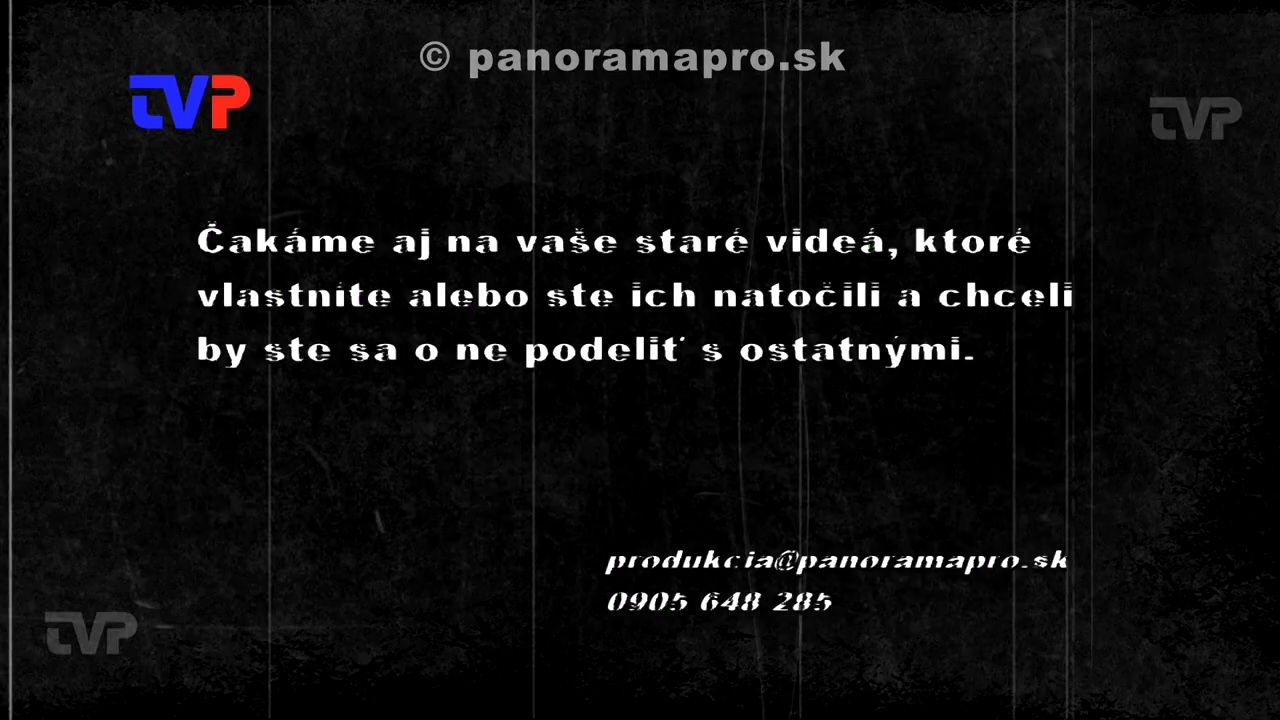 © panoramapro.sk
TVP
TVP
Čakáme aj na vaše staré videá, ktoré
vlastníte alebo ste ich natočili a chceli
by ste sa o ne podeliť s ostatnými.
produkcia@panoramapro.sk
0905 648 285
TVP